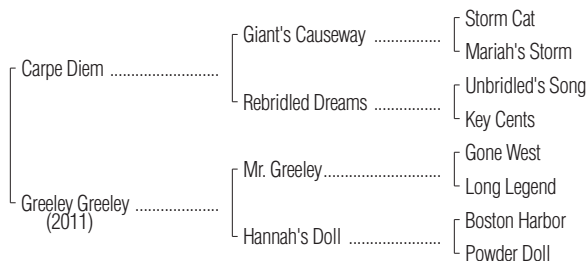 Storm Cat
Giant's Causeway ................
Mariah's Storm
Carpe Diem ......................
Unbridled's Song
Rebridled Dreams ..............
Key Cents
Gone West
Mr. Greeley.........................
Long Legend
Greeley Greeley .................
(2011)
Boston Harbor
Hannah's Doll ....................
Powder Doll